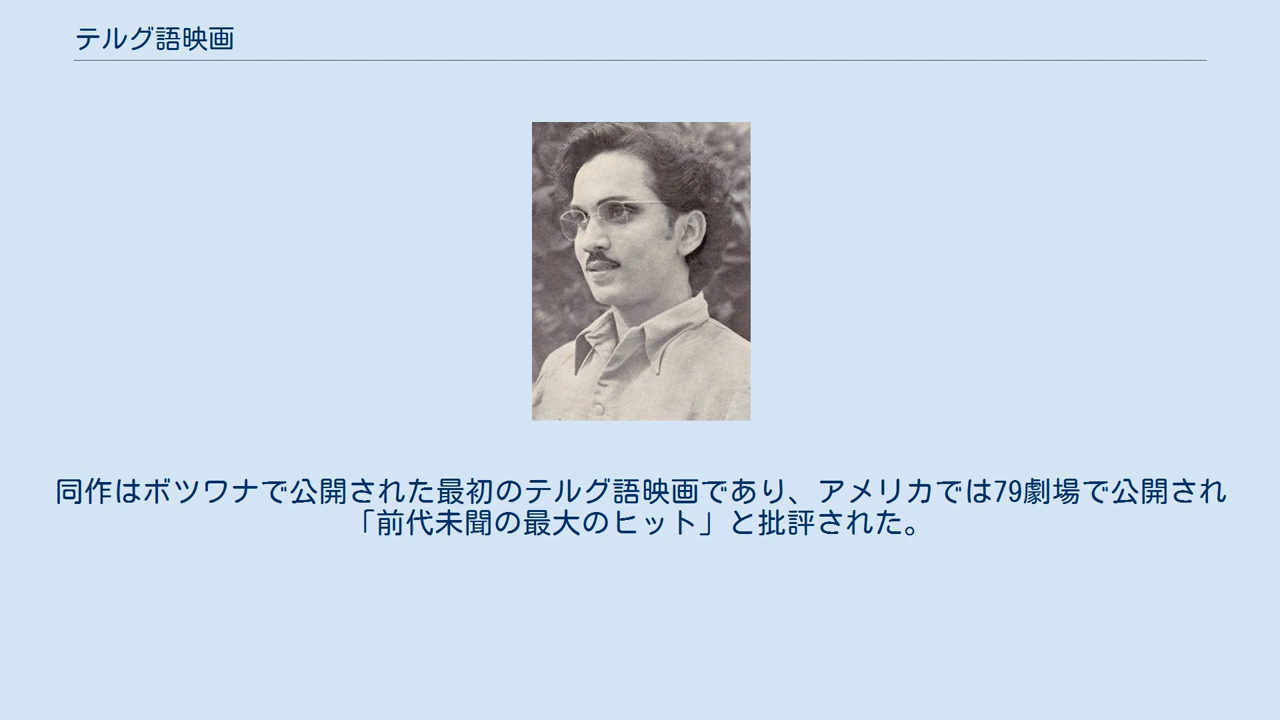 テルグ語映画
同作はボツワナで公開された最初のテルグ語映画であり、アメリカでは79劇場で公開され
「前代未聞の最大のヒット」と批評された。